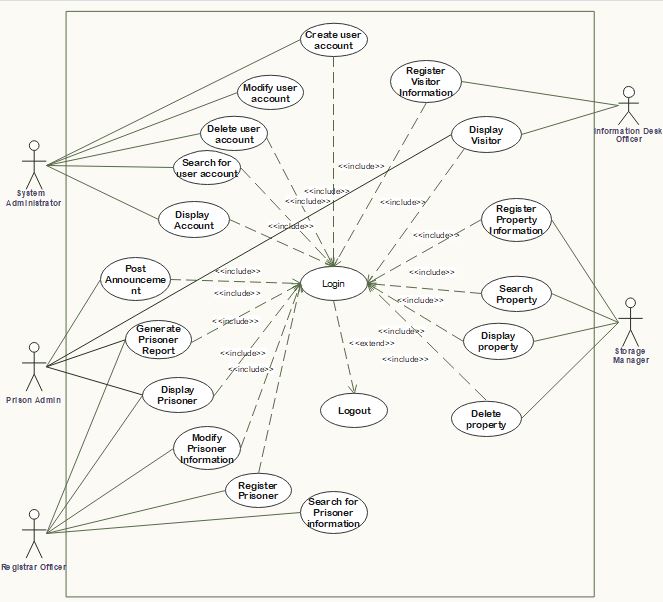 Create user
account
Register
Visitor
Information
Modify user
account
Delete user
account
Display
Visitor
Information Desk
Officer
Search for
user account
<<include>>
System
Administrator
<<include>>
<<include>>
<<include>>
Display
Account
<<include>>
Register
Property
Information
<<include>>
Post
Announceme
nt
<<include>>
Login
<<include>>
Search
Property
<<include>>
<<include>>
Generate
Prisoner
Report
<<include>>
<<include>>
Display
property
<<extend>>
Storage
Manager
<<include>>
<<include>>
<<include>>
Prison Admin
Display
Prisoner
Logout
Delete
property
Modify
Prisoner
Information
Register
Prisoner
Search for
Prisoner
information
Registrar Officer